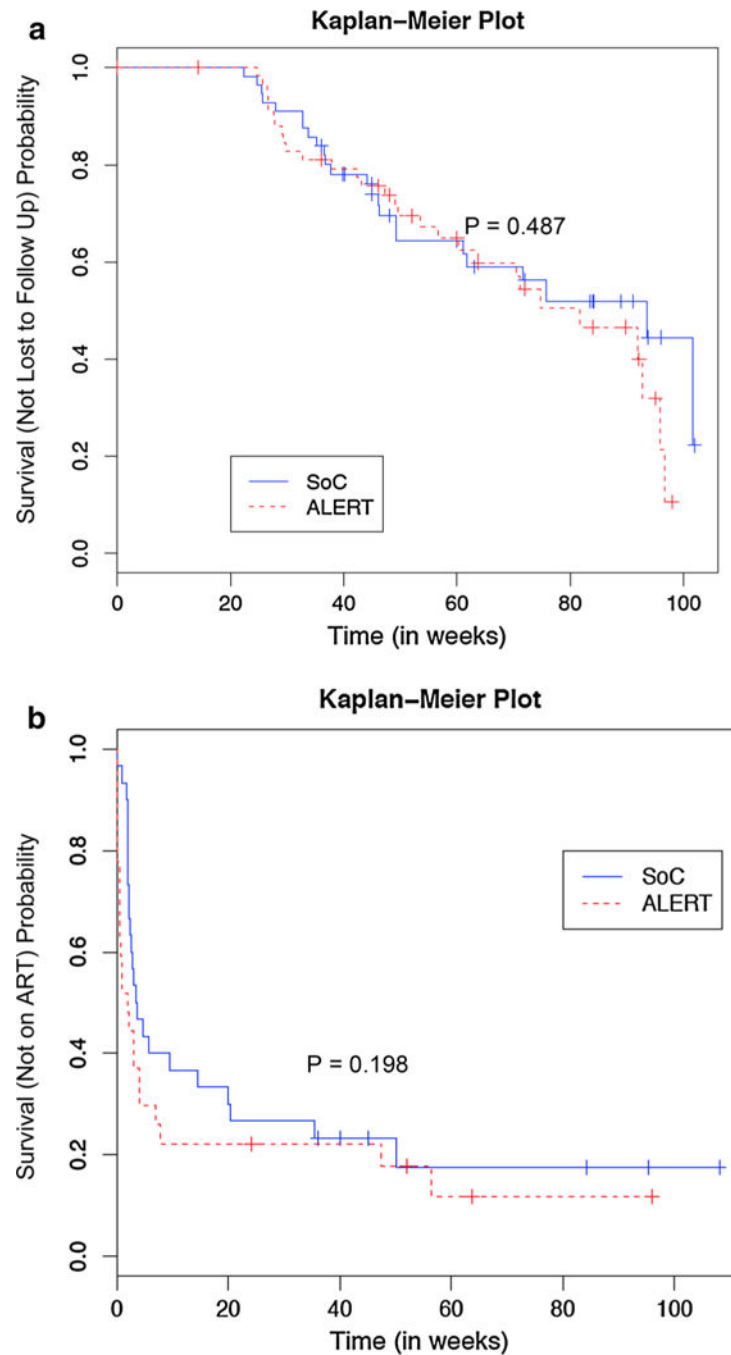 a
Kaplan–Meier Plot
Survival (Not Lost to Follow Up) Probability
1.0
0.8
0.6
0.4
0.2
0.0
P = 0.487
SoC
ALERT
0 20 40 60 80 100
Time (in weeks)
b
Kaplan–Meier Plot
Survival (Not on ART) Probability
1.0
0.8
0.6
0.4
0.2
0.0
SoC
ALERT
P = 0.198
0 20 40 60 80 100
Time (in weeks)